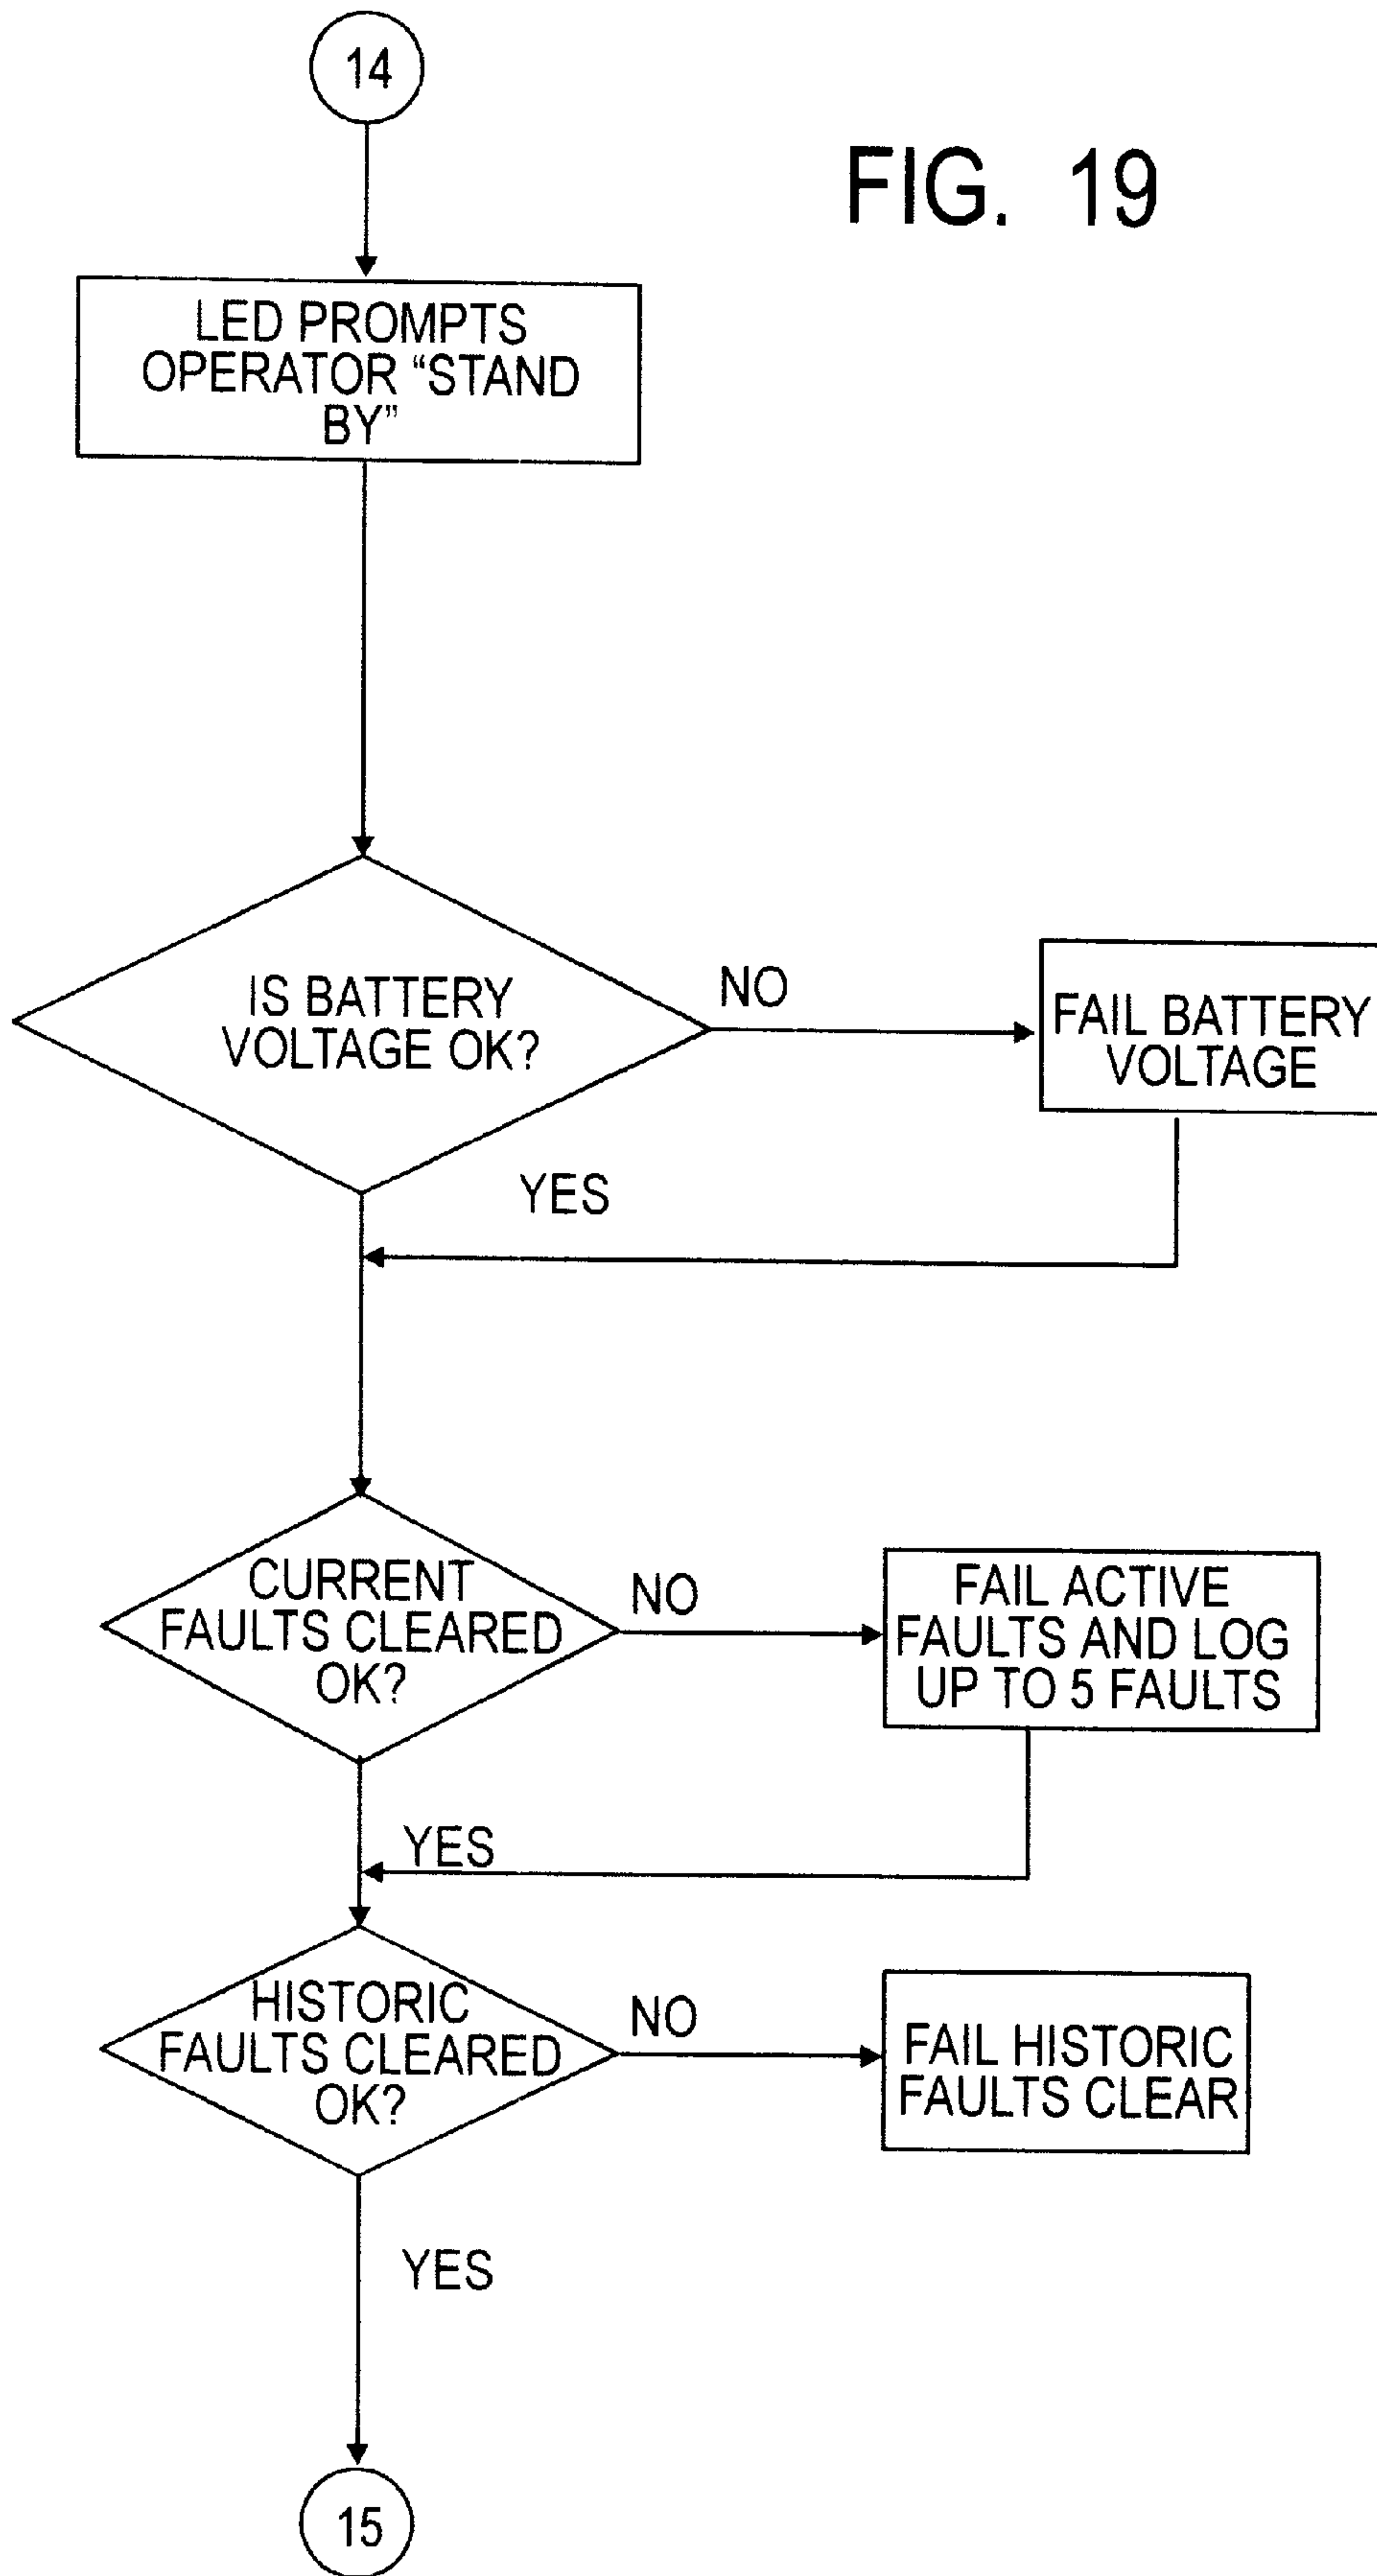 14
FIG. 19
LED PROMPTS
OPERATOR “STAND
BY”
IS BATTERY
VOLTAGE OK?
NO
FAIL BATTERY
VOLTAGE
YES
CURRENT
FAULTS CLEARED
OK?
NO
FAIL ACTIVE
FAULTS AND LOG
UP TO 5 FAULTS
YES
HISTORIC
FAULTS CLEARED
OK?
NO
FAIL HISTORIC
FAULTS CLEAR
YES
15